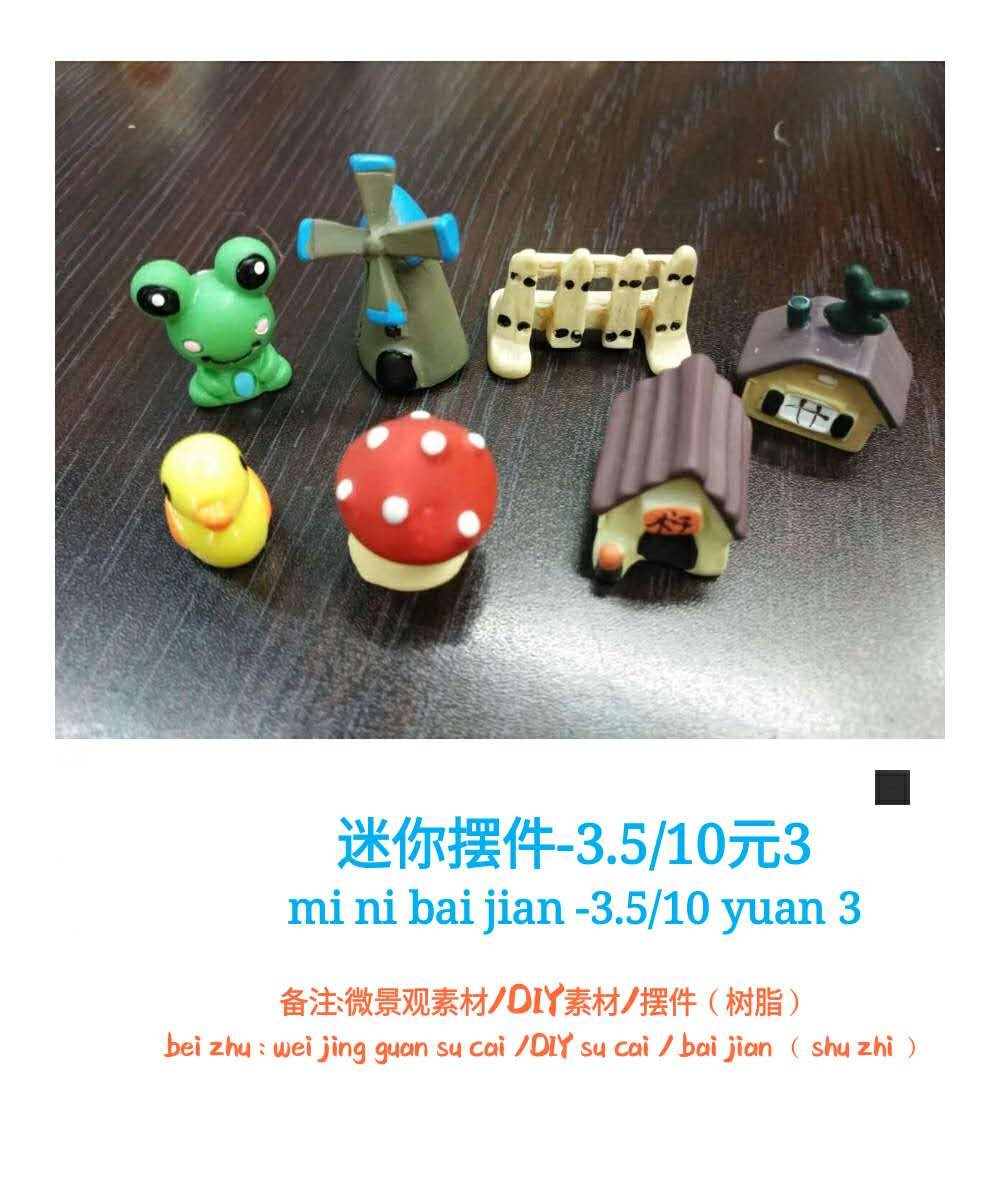 迷你摆件-3.5/10元3
mi ni bai jian -3.5/10 yuan 3
备注:微景观素材/DIY素材/摆件（树脂）
bei zhu : wei jing guan su cai /DIY su cai / bai jian （ shu zhi ）